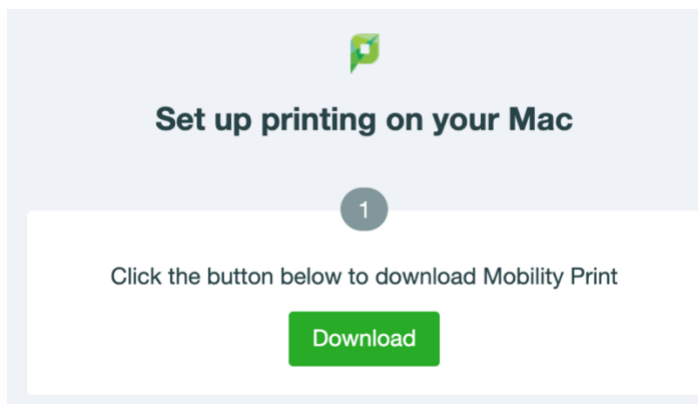 Set up printing on your Mac
1
Click the button below to download Mobility Print
Download